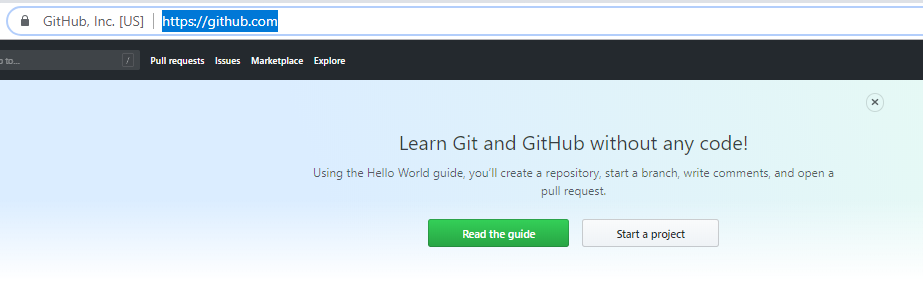 GitHub, Inc. [US] https://github.com
to... / Pull requests Issues Marketplace Explore
Learn Git and GitHub without any code!
Using the Hello World guide, you’ll create a repository, start a branch, write comments, and open a
pull request.
Read the guide Start a project